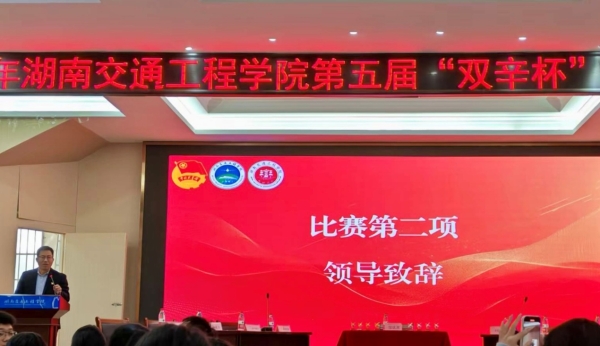 年湖南交通工程学院第五届“双辛杯”
比赛第二项
领导致辞